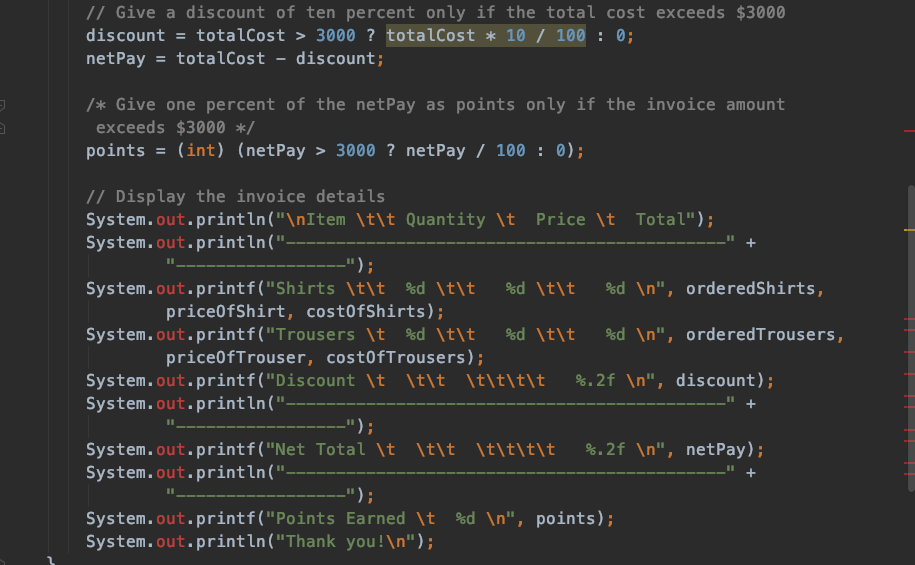 // Give a discount of ten percent only if the total cost exceeds $3000
discount = totalCost > 3000 ? totalCost * 10 / 100 : 0;
netPay = totalCost - discount;
/* Give one percent of the netPay as points only if the invoice amount
exceeds $3000 */
points = (int) (netPay > 3000 ? netPay / 100 : 0);
// Display the invoice details
System.out.println("\nItem \t\t Quantity \t  Price \t  Total");
System.out.println("--------------------------------------------" +
"-----------------");
System.out.printf("Shirts \t\t  %d \t\t   %d \t\t   %d \n", orderedShirts,
priceOfShirt, costOfShirts);
System.out.printf("Trousers \t  %d \t\t   %d \t\t   %d \n", orderedTrousers,
priceOfTrouser, costOfTrousers);
System.out.printf("Discount \t  \t\t  \t\t\t\t   %.2f \n", discount);
System.out.println("--------------------------------------------" +
"-----------------");
System.out.printf("Net Total \t  \t\t  \t\t\t\t   %.2f \n", netPay);
System.out.println("--------------------------------------------" +
"-----------------");
System.out.printf("Points Earned \t  %d \n", points);
System.out.println("Thank you!\n");
}